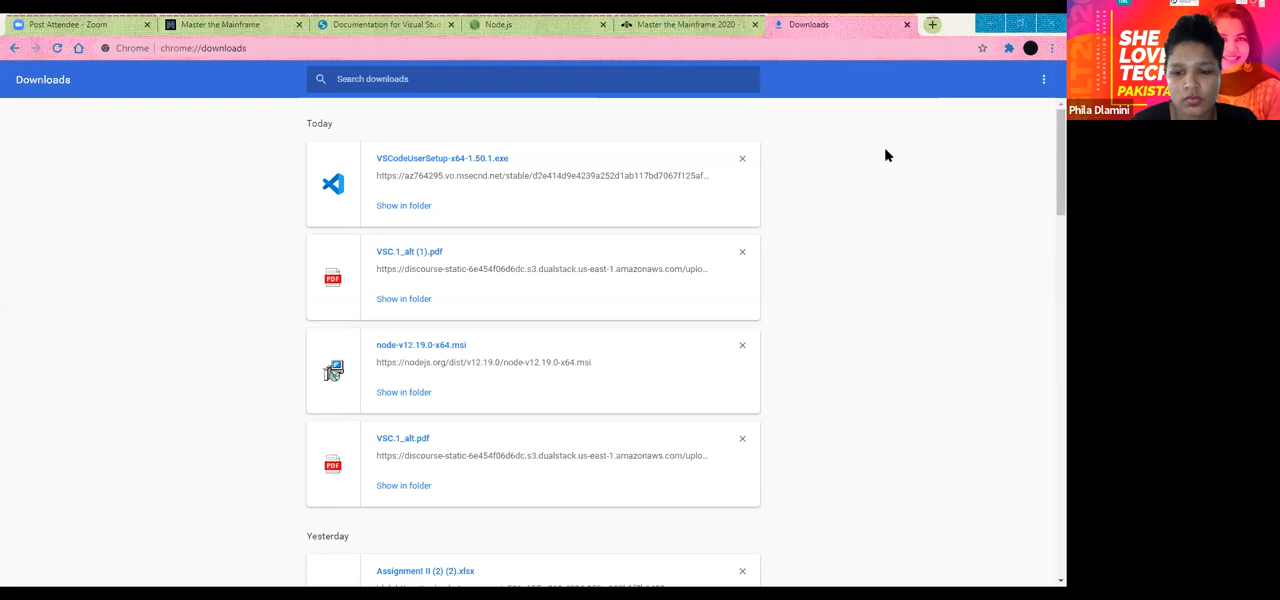 Post Attendee - Zoom
Master the Mainframe
Documentation for Visual Stud
Node.js
Master the Mainframe 2020 -
Downloads
Chrome
chrome://downloads
Downloads
Search downloads
Today
VSCodeUserSetup-x64-1.50.1.exe
https://az764295.vo.msecnd.net/stable/d2e414d9e4239a252d1ab117bd7067f125af...
Show in folder
VSC.1_alt (1).pdf
https://discourse-static-6e454f06d6dc.s3.dualstack.us-east-1.amazonaws.com/uplo...
Show in folder
node-v12.19.0-x64.msi
https://nodejs.org/dist/v12.19.0/node-v12.19.0-x64.msi
Show in folder
VSC.1_alt.pdf
https://discourse-static-6e454f06d6dc.s3.dualstack.us-east-1.amazonaws.com/uplo...
Show in folder
Yesterday
Assignment II (2) (2).xlsx
PDF
PDF
SHE
LOV
TEC
PAKISTA
Phila Dlamini